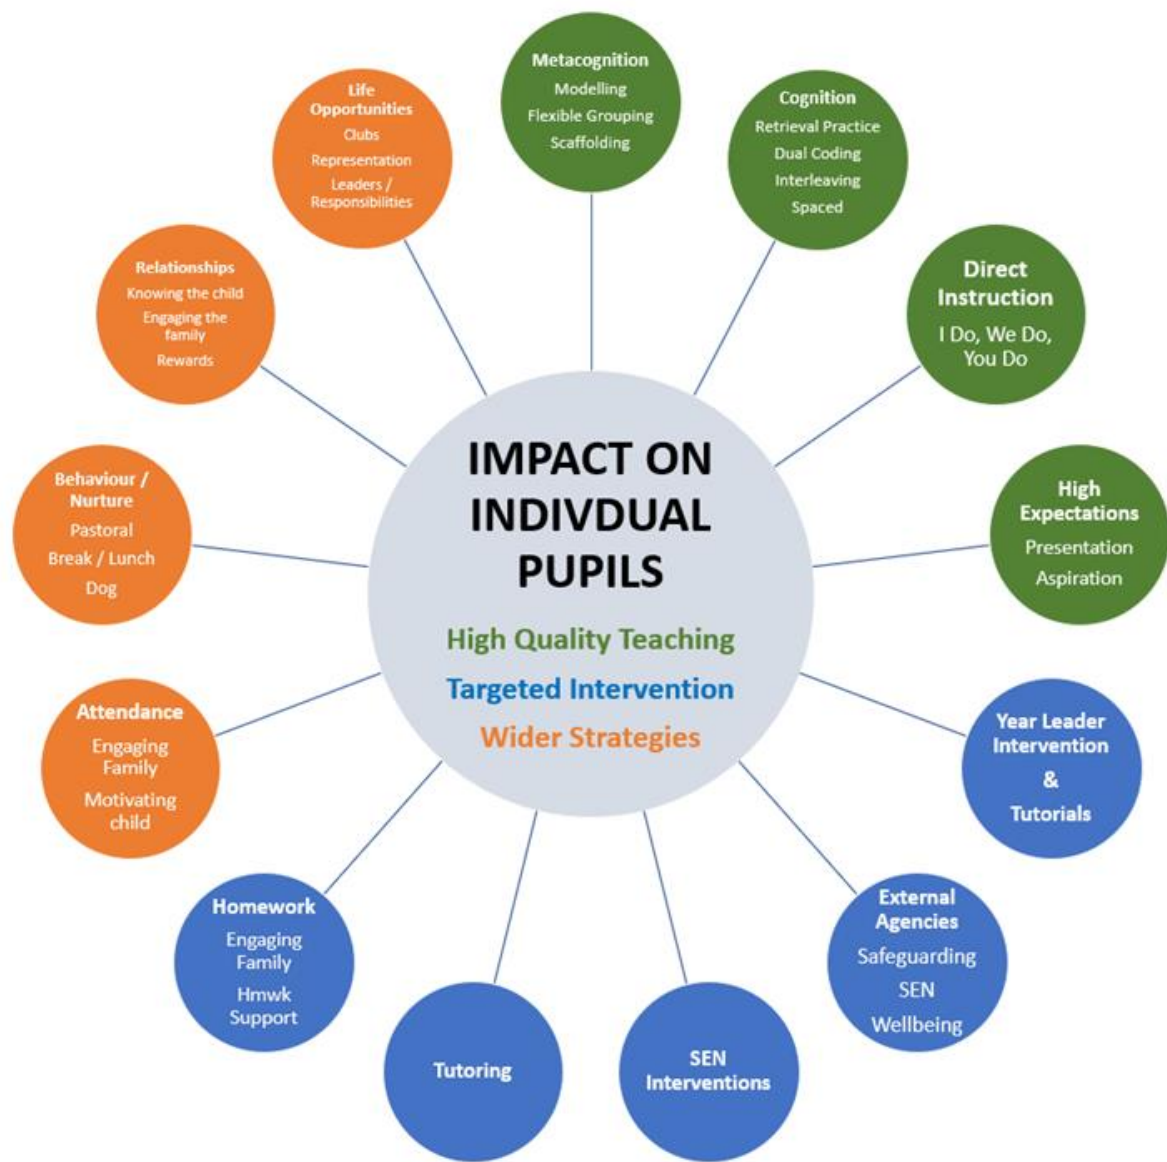 IMPACT ON
INDIVDUAL
PUPILS
High Quality Teaching
Targeted Intervention
Wider Strategies
Metacognition
Modelling
Flexible Grouping
Scaffolding
Cognition
Retrieval Practice
Dual Coding
Interleaving
Spaced
Direct
Instruction
I Do, We Do,
You Do
High
Expectations
Presentation
Aspiration
Year Leader
Intervention
&
Tutorials
External
Agencies
Safeguarding
SEN
Wellbeing
SEN
Interventions
Tutoring
Homework
Engaging
Family
Hmwk
Support
Attendance
Engaging
Family
Motivating
child
Behaviour /
Nurture
Pastoral
Break / Lunch
Dog
Relationships
Knowing the child
Engaging the
family
Rewards
Life
Opportunities
Clubs
Representation
Leaders /
Responsibilities